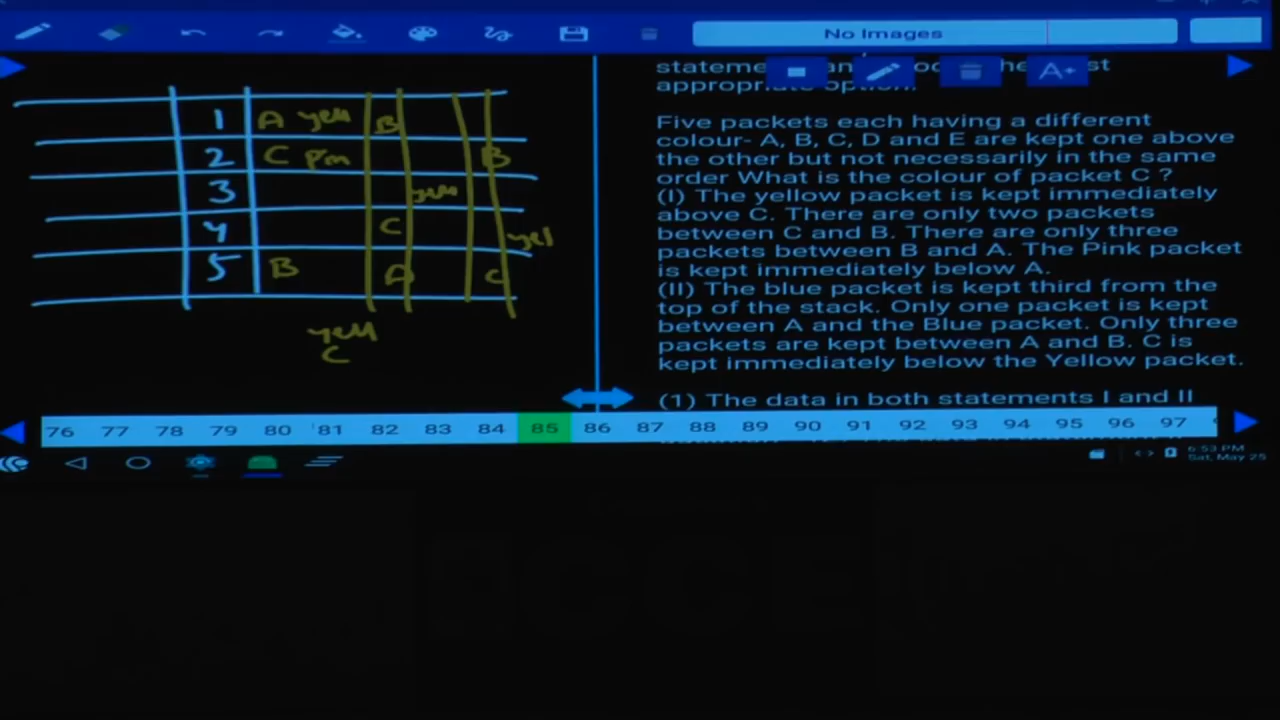 No Images
A+
appropriate option.
Five packets each having a different
colour- A, B, C, D and E are kept one above
the other but not necessarily in the same
order What is the colour of packet C ?
(I) The yellow packet is kept immediately
above C. There are only two packets
between C and B. There are only three
packets between B and A. The Pink packet
is kept immediately below A.
(II) The blue packet is kept third from the
top of the stack. Only one packet is kept
between A and the Blue packet. Only three
packets are kept between A and B. C is
kept immediately below the Yellow packet.
(1) The data in both statements I and II
1 A yell B
2 C B
3
4 C yel
5 B A C
yell
C
76 77 78 79 80 81 82 83 84 85 86 87 88 89 90 91 92 93 94 95 96 97
6:53 PM
Sat, May 25